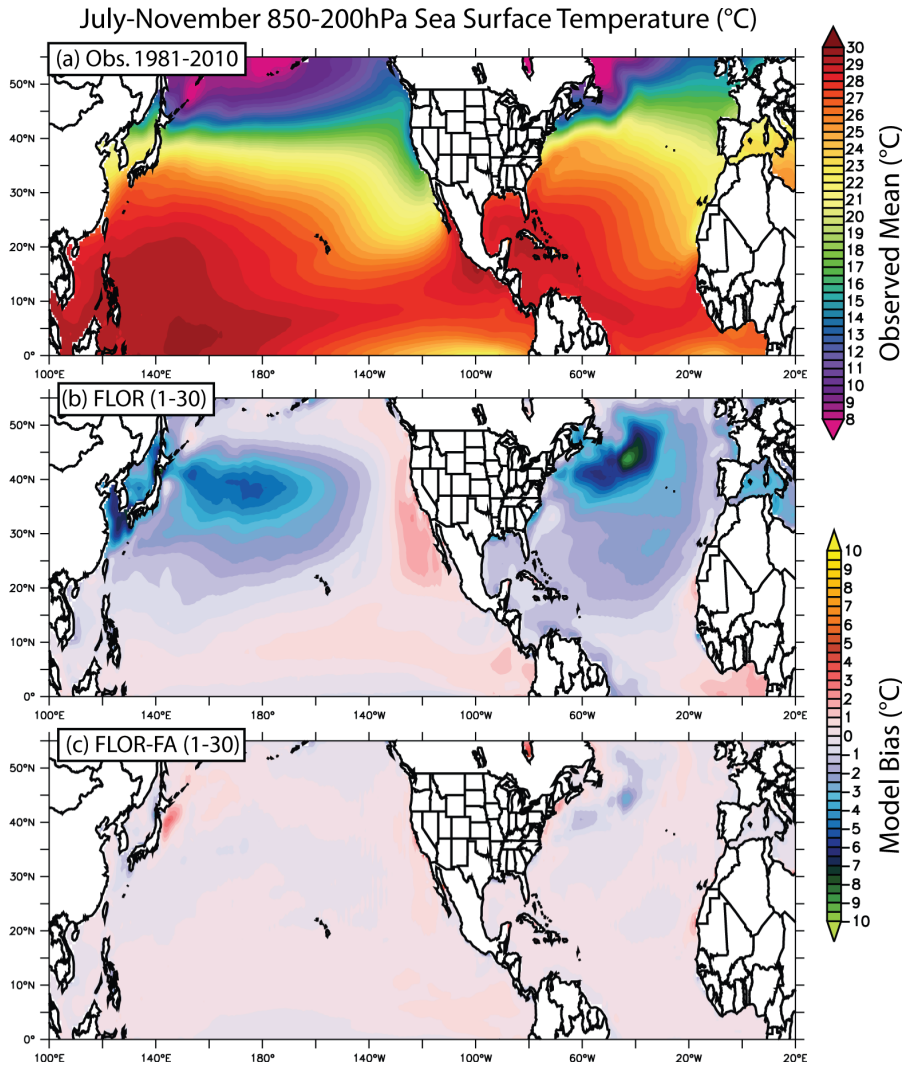 July-November 850-200hPa Sea Surface Temperature (°C)
(a) Obs. 1981-2010
50°N
40°N
30°N
20°N
10°N
0°
100°E 140°E 180° 140°W 100°W 60°W 20°W 20°E
30
29
28
27
26
25
24
23
22
21
20
19
18
17
16
15
14
13
12
11
10
9
8
Observed Mean (°C)
(b) FLOR (1-30)
50°N
40°N
30°N
20°N
10°N
0°
100°E 140°E 180° 140°W 100°W 60°W 20°W 20°E
(c) FLOR-FA (1-30)
50°N
40°N
30°N
20°N
10°N
0°
100°E 140°E 180° 140°W 100°W 60°W 20°W 20°E
10
9
8
7
6
5
4
3
2
1
0
-1
-2
-3
-4
-5
-6
-7
-8
-9
-10
Model Bias (°C)